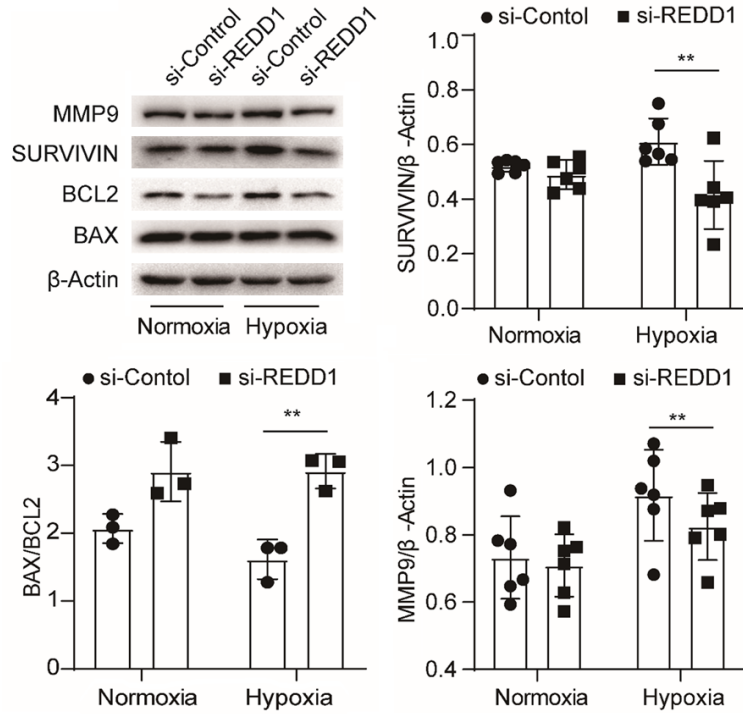 si-Control si-REDD1 si-Control si-REDD1
MMP9
SURVIVIN
BCL2
BAX
β-Actin
Normoxia Hypoxia
si-Contol si-REDD1
**
SURVIVIN/β -Actin
1.0
0.8
0.6
0.4
0.2
0.0
Normoxia Hypoxia
si-Contol si-REDD1
**
BAX/BCL2
4
3
2
1
0
Normoxia Hypoxia
si-Contol si-REDD1
**
MMP9/β -Actin
1.2
1.0
0.8
0.6
0.4
Normoxia Hypoxia